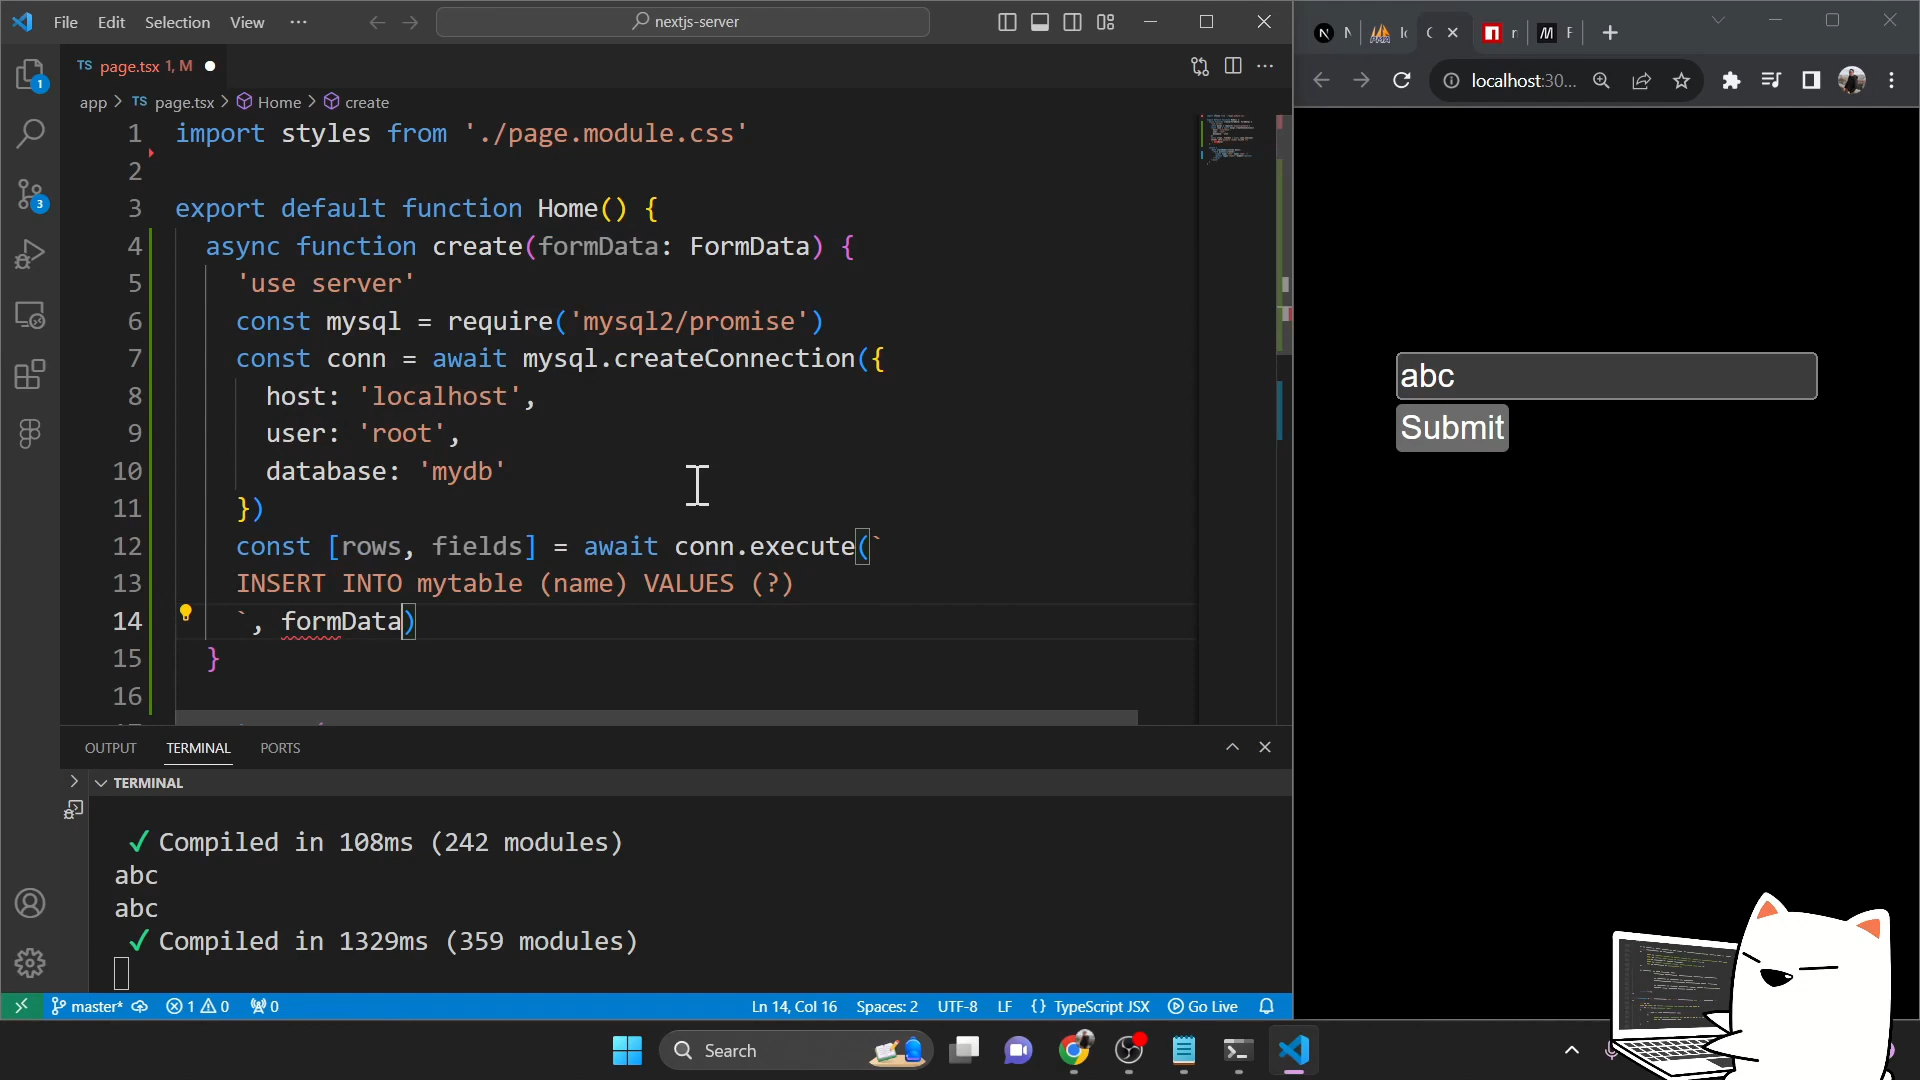 File Edit Selection View ··· nextjs-server
TS page.tsx 1, M
app > TS page.tsx > Home > create
1 import styles from './page.module.css'
2
3 export default function Home() {
4 async function create(formData: FormData) {
5 'use server'
6 const mysql = require('mysql2/promise')
7 const conn = await mysql.createConnection({
8 host: 'localhost',
9 user: 'root',
10 database: 'mydb'
11 })
12 const [rows, fields] = await conn.execute(`
13 INSERT INTO mytable (name) VALUES (?)
14 `, formData)
15 }
16
OUTPUT TERMINAL PORTS
TERMINAL
✓ Compiled in 108ms (242 modules)
abc
abc
✓ Compiled in 1329ms (359 modules)
master* 1 0 0 Ln 14, Col 16 Spaces: 2 UTF-8 LF {} TypeScript JSX Go Live
1
3
localhost:30...
abc
Submit
Search